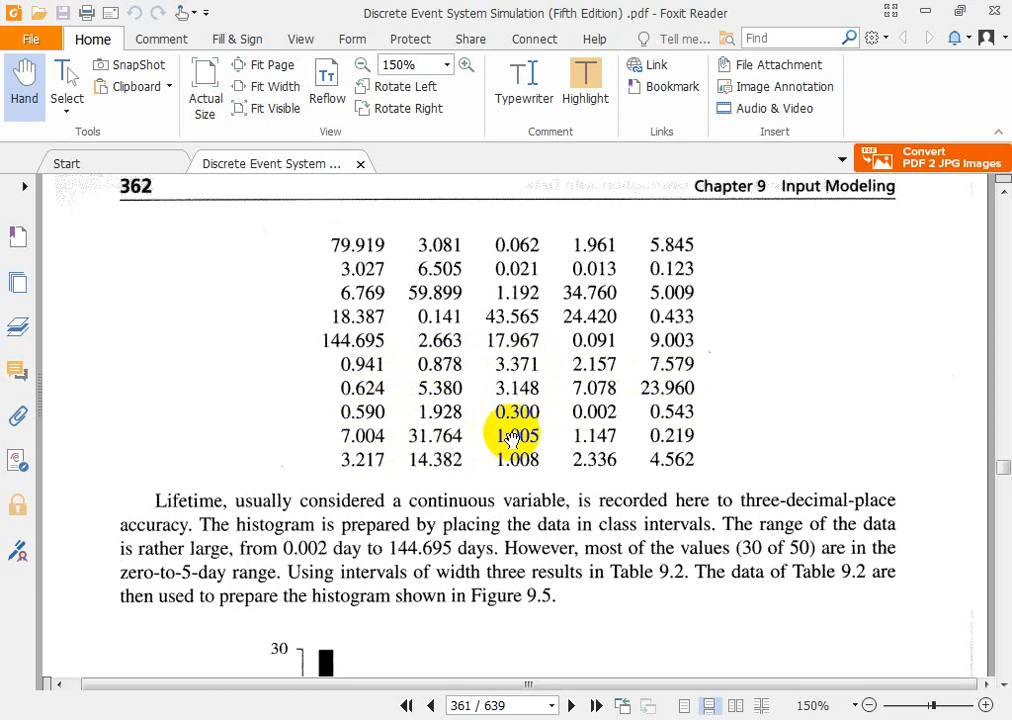 Discrete Event System Simulation (Fifth Edition) .pdf - Foxit Reader
File Home Comment Fill & Sign View Form Protect Share Connect Help Tell me... Find
Hand
Select
SnapShot
Clipboard
Tools
Actual Size
Fit Page
Fit Width
Fit Visible
Reflow
150%
Rotate Left
Rotate Right
View
Typewriter
Highlight
Comment
Link
Bookmark
Links
File Attachment
Image Annotation
Audio & Video
Insert
Start
Discrete Event System ...
Convert
PDF 2 JPG Images
362 Chapter 9 Input Modeling
79.919 3.081 0.062 1.961 5.845
3.027 6.505 0.021 0.013 0.123
6.769 59.899 1.192 34.760 5.009
18.387 0.141 43.565 24.420 0.433
144.695 2.663 17.967 0.091 9.003
0.941 0.878 3.371 2.157 7.579
0.624 5.380 3.148 7.078 23.960
0.590 1.928 0.300 0.002 0.543
7.004 31.764 1.005 1.147 0.219
3.217 14.382 1.008 2.336 4.562
Lifetime, usually considered a continuous variable, is recorded here to three-decimal-place
accuracy. The histogram is prepared by placing the data in class intervals. The range of the data
is rather large, from 0.002 day to 144.695 days. However, most of the values (30 of 50) are in the
zero-to-5-day range. Using intervals of width three results in Table 9.2. The data of Table 9.2 are
then used to prepare the histogram shown in Figure 9.5.
30
361 / 639
150%